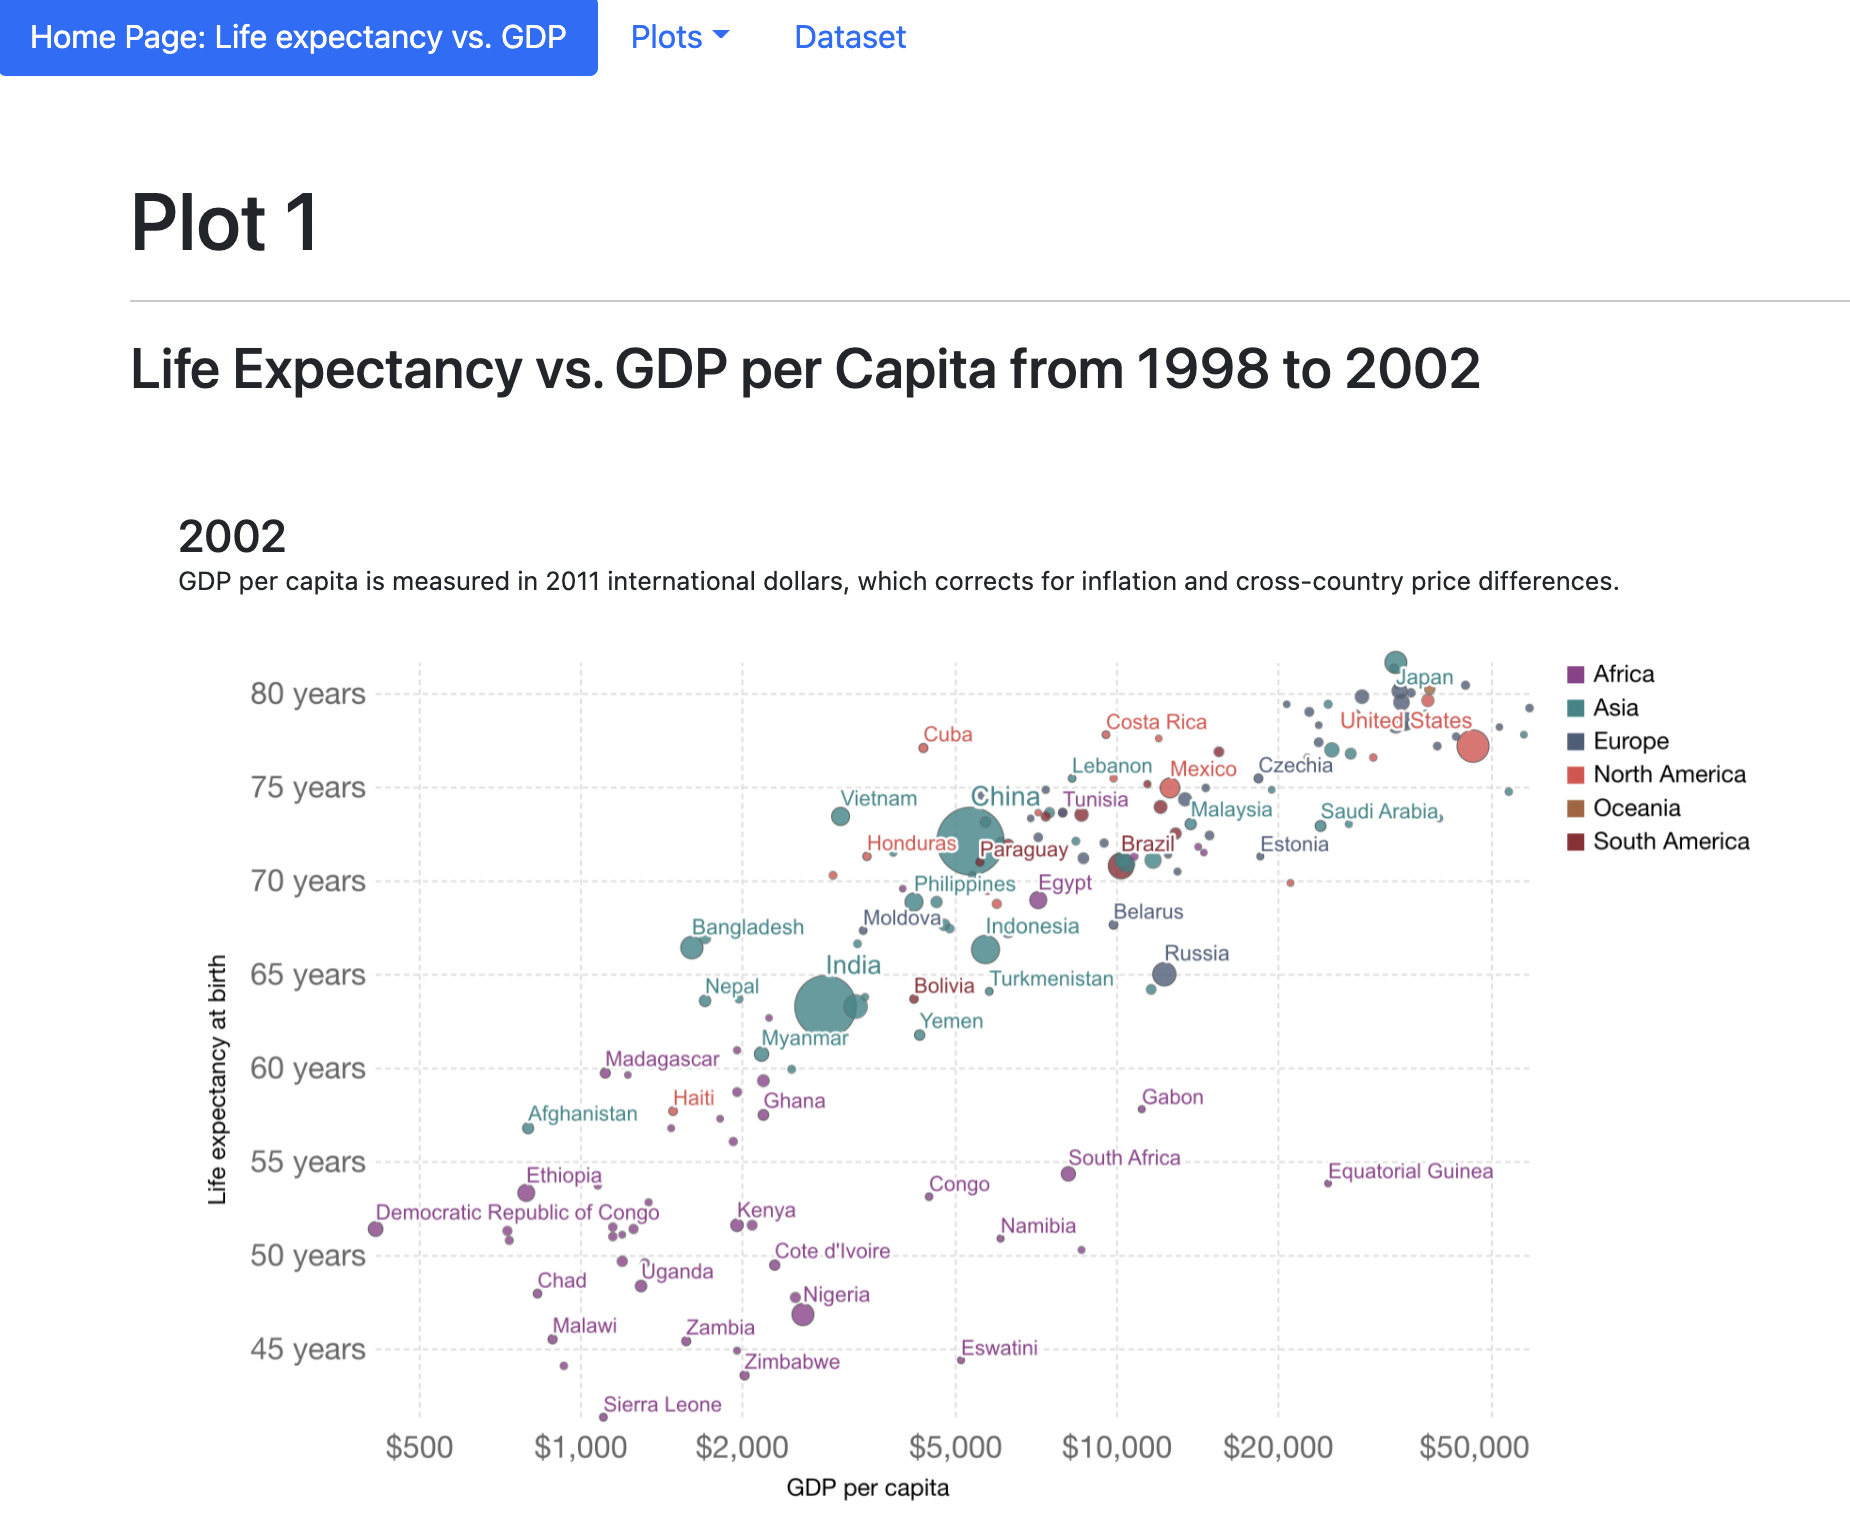 Home Page: Life expectancy vs. GDP
Plots
Dataset
Plot 1
Life Expectancy vs. GDP per Capita from 1998 to 2002
2002
GDP per capita is measured in 2011 international dollars, which corrects for inflation and cross-country price differences.
80 years
75 years
70 years
65 years
60 years
55 years
50 years
45 years
Life expectancy at birth
Japan
United States
Cuba
Costa Rica
Lebanon
Mexico
Czechia
Vietnam
China
Tunisia
Malaysia
Saudi Arabia
Honduras
Paraguay
Brazil
Estonia
Philippines
Egypt
Moldova
Belarus
Bangladesh
Indonesia
Russia
India
Nepal
Bolivia
Turkmenistan
Yemen
Myanmar
Madagascar
Haiti
Ghana
Gabon
Afghanistan
South Africa
Ethiopia
Congo
Equatorial Guinea
Democratic Republic of Congo
Kenya
Namibia
Cote d'Ivoire
Uganda
Chad
Nigeria
Malawi
Zambia
Eswatini
Zimbabwe
Sierra Leone
$500
$1,000
$2,000
$5,000
$10,000
$20,000
$50,000
GDP per capita
Africa
Asia
Europe
North America
Oceania
South America